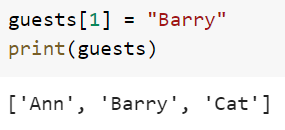 guests[1] = "Barry"
print(guests)
['Ann', 'Barry', 'Cat']